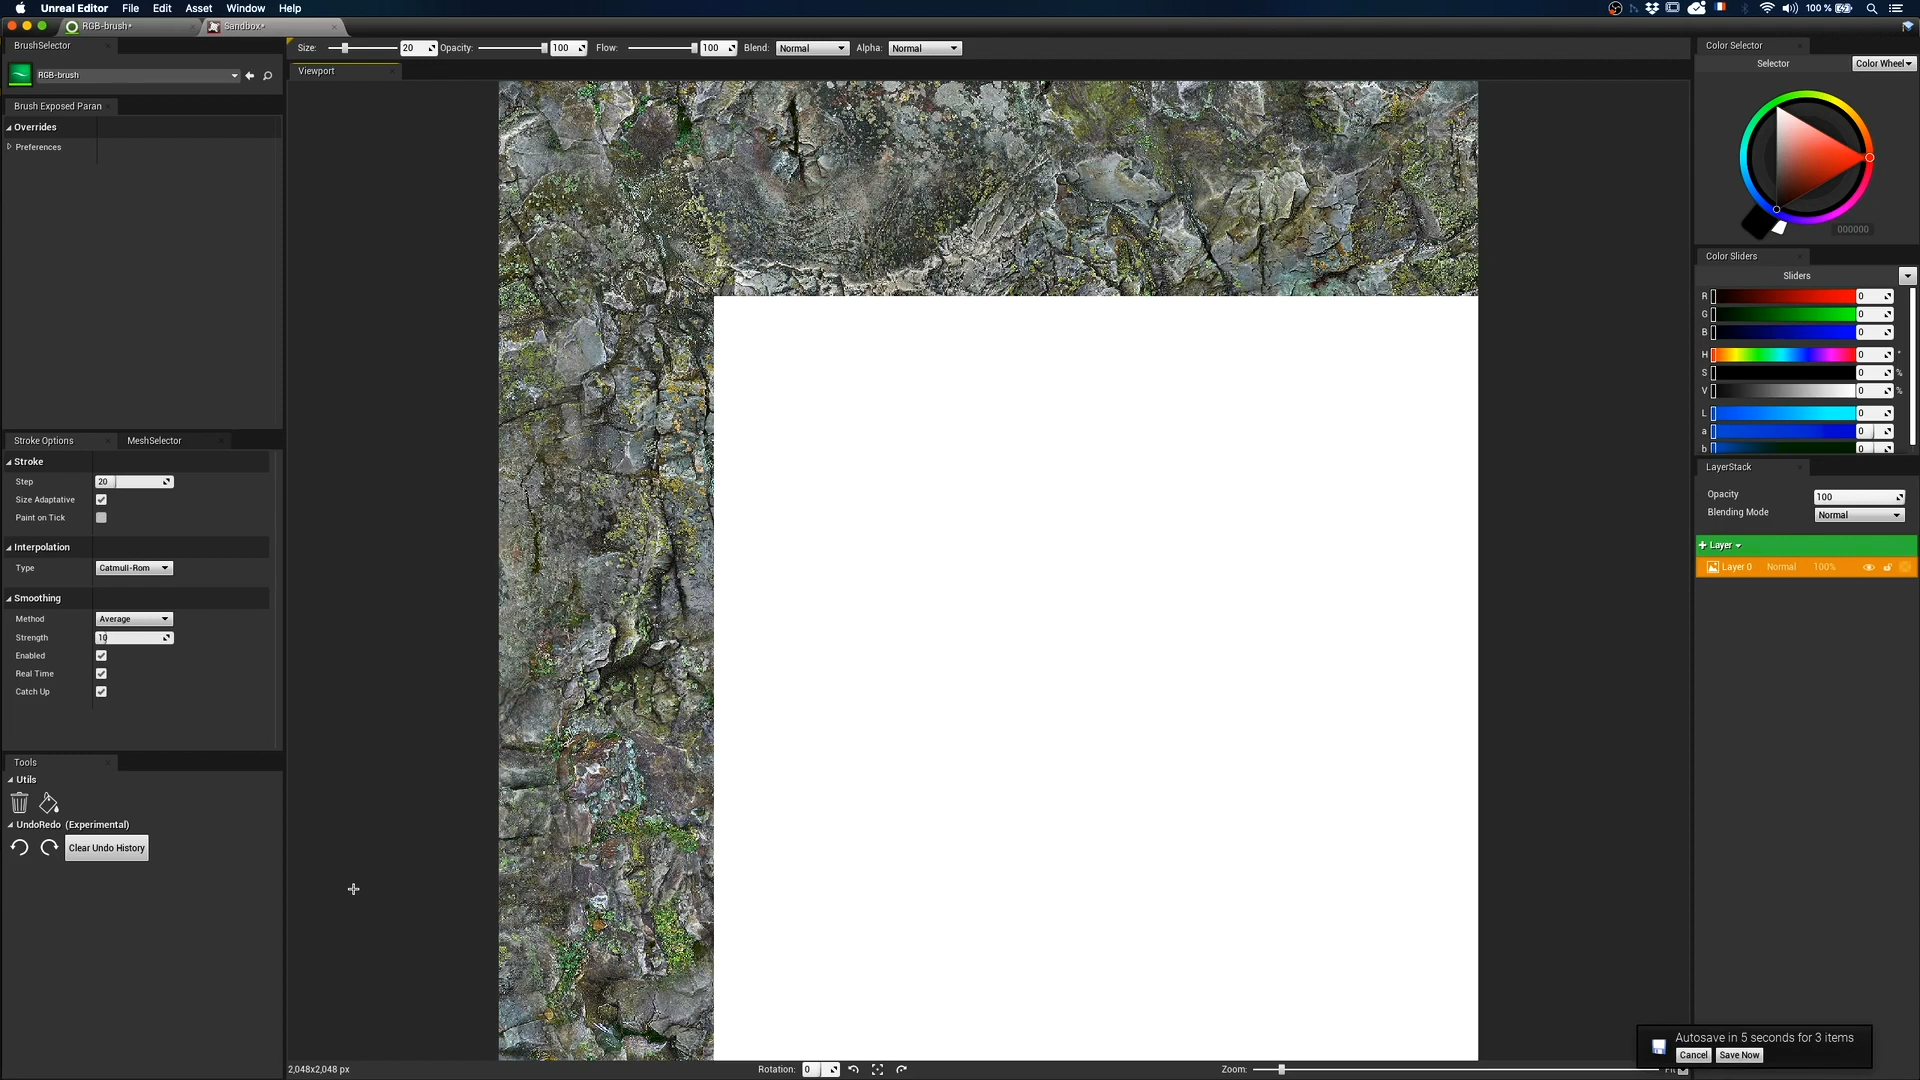 Unreal Editor File Edit Asset Window Help 100 %
RGB-brush* Sandbox*
BrushSelector
RGB-brush
Brush Exposed Paran
Overrides
Preferences
Size: 20 Opacity: 100 Flow: 100 Blend: Normal Alpha: Normal
Viewport
Stroke Options MeshSelector
Stroke
Step 20
Size Adaptative
Paint on Tick
Interpolation
Type Catmull-Rom
Smoothing
Method Average
Strength 10
Enabled
Real Time
Catch Up
Tools
Utils
UndoRedo (Experimental)
Clear Undo History
2,048x2,048 px
Rotation: 0
Zoom:
Fit
Color Selector
Selector Color Wheel
000000
Color Sliders
Sliders
R 0
G 0
B 0
H 0 °
S 0 %
V 0 %
L 0
a 0
b 0
LayerStack
Opacity 100
Blending Mode Normal
+ Layer
Layer 0 Normal 100%
Autosave in 5 seconds for 3 items
Cancel Save Now